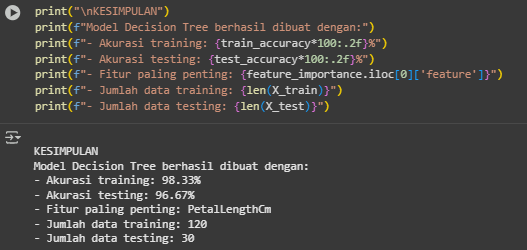 print("\nKESIMPULAN")
print(f"Model Decision Tree berhasil dibuat dengan:")
print(f"- Akurasi training: {train_accuracy*100:.2f}%")
print(f"- Akurasi testing: {test_accuracy*100:.2f}%")
print(f"- Fitur paling penting: {feature_importance.iloc[0]['feature']}")
print(f"- Jumlah data training: {len(X_train)}")
print(f"- Jumlah data testing: {len(X_test)}")
KESIMPULAN
Model Decision Tree berhasil dibuat dengan:
- Akurasi training: 98.33%
- Akurasi testing: 96.67%
- Fitur paling penting: PetalLengthCm
- Jumlah data training: 120
- Jumlah data testing: 30